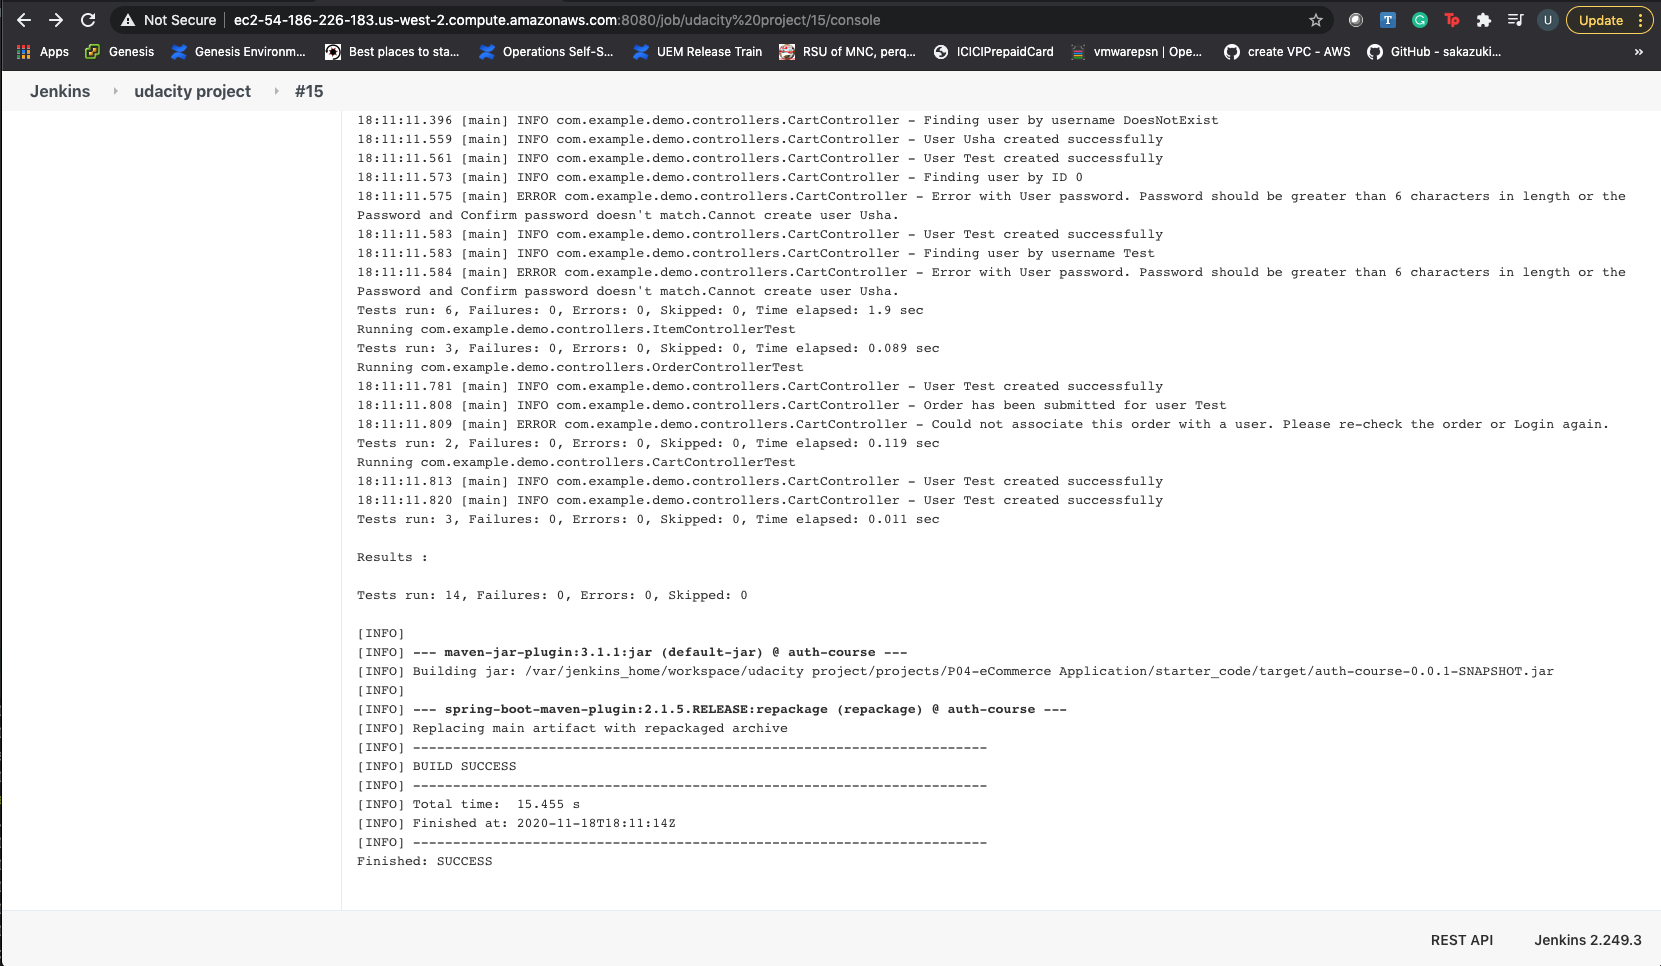 Not Secure ec2-54-186-226-183.us-west-2.compute.amazonaws.com:8080/job/udacity%20project/15/console U Update
Apps Genesis Genesis Environm... Best places to sta... Operations Self-S... UEM Release Train RSU of MNC, perq... ICICIPrepaidCard vmwarepsn | Ope... create VPC - AWS GitHub - sakazuki... »
Jenkins udacity project #15
18:11:11.396 [main] INFO com.example.demo.controllers.CartController - Finding user by username DoesNotExist
18:11:11.559 [main] INFO com.example.demo.controllers.CartController - User Usha created successfully
18:11:11.561 [main] INFO com.example.demo.controllers.CartController - User Test created successfully
18:11:11.573 [main] INFO com.example.demo.controllers.CartController - Finding user by ID 0
18:11:11.575 [main] ERROR com.example.demo.controllers.CartController - Error with User password. Password should be greater than 6 characters in length or the
Password and Confirm password doesn't match.Cannot create user Usha.
18:11:11.583 [main] INFO com.example.demo.controllers.CartController - User Test created successfully
18:11:11.583 [main] INFO com.example.demo.controllers.CartController - Finding user by username Test
18:11:11.584 [main] ERROR com.example.demo.controllers.CartController - Error with User password. Password should be greater than 6 characters in length or the
Password and Confirm password doesn't match.Cannot create user Usha.
Tests run: 6, Failures: 0, Errors: 0, Skipped: 0, Time elapsed: 1.9 sec
Running com.example.demo.controllers.ItemControllerTest
Tests run: 3, Failures: 0, Errors: 0, Skipped: 0, Time elapsed: 0.089 sec
Running com.example.demo.controllers.OrderControllerTest
18:11:11.781 [main] INFO com.example.demo.controllers.CartController - User Test created successfully
18:11:11.808 [main] INFO com.example.demo.controllers.CartController - Order has been submitted for user Test
18:11:11.809 [main] ERROR com.example.demo.controllers.CartController - Could not associate this order with a user. Please re-check the order or Login again.
Tests run: 2, Failures: 0, Errors: 0, Skipped: 0, Time elapsed: 0.119 sec
Running com.example.demo.controllers.CartControllerTest
18:11:11.813 [main] INFO com.example.demo.controllers.CartController - User Test created successfully
18:11:11.820 [main] INFO com.example.demo.controllers.CartController - User Test created successfully
Tests run: 3, Failures: 0, Errors: 0, Skipped: 0, Time elapsed: 0.011 sec
Results :
Tests run: 14, Failures: 0, Errors: 0, Skipped: 0
[INFO]
[INFO] --- maven-jar-plugin:3.1.1:jar (default-jar) @ auth-course ---
[INFO] Building jar: /var/jenkins_home/workspace/udacity project/projects/P04-eCommerce Application/starter_code/target/auth-course-0.0.1-SNAPSHOT.jar
[INFO]
[INFO] --- spring-boot-maven-plugin:2.1.5.RELEASE:repackage (repackage) @ auth-course ---
[INFO] Replacing main artifact with repackaged archive
[INFO] ------------------------------------------------------------------------
[INFO] BUILD SUCCESS
[INFO] ------------------------------------------------------------------------
[INFO] Total time:  15.455 s
[INFO] Finished at: 2020-11-18T18:11:14Z
[INFO] ------------------------------------------------------------------------
Finished: SUCCESS
REST API Jenkins 2.249.3